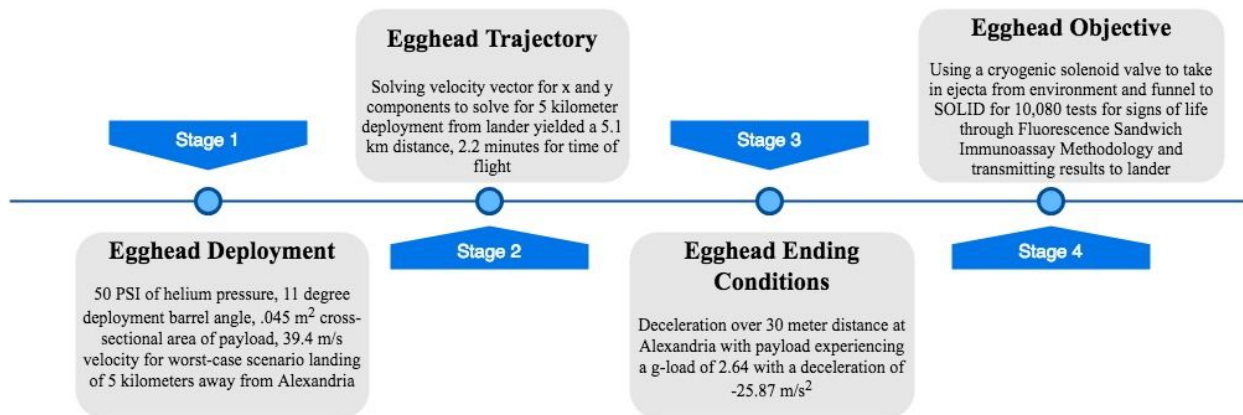 Stage 1
Egghead Deployment
50 PSI of helium pressure, 11 degree
deployment barrel angle, .045 m² cross-
sectional area of payload, 39.4 m/s
velocity for worst-case scenario landing
of 5 kilometers away from Alexandria
Egghead Trajectory
Solving velocity vector for x and y
components to solve for 5 kilometer
deployment from lander yielded a 5.1
km distance, 2.2 minutes for time of
flight
Stage 2
Stage 3
Egghead Ending
Conditions
Deceleration over 30 meter distance at
Alexandria with payload experiencing
a g-load of 2.64 with a deceleration of
-25.87 m/s²
Egghead Objective
Using a cryogenic solenoid valve to take
in ejecta from environment and funnel to
SOLID for 10,080 tests for signs of life
through Fluorescence Sandwich
Immunoassay Methodology and
transmitting results to lander
Stage 4